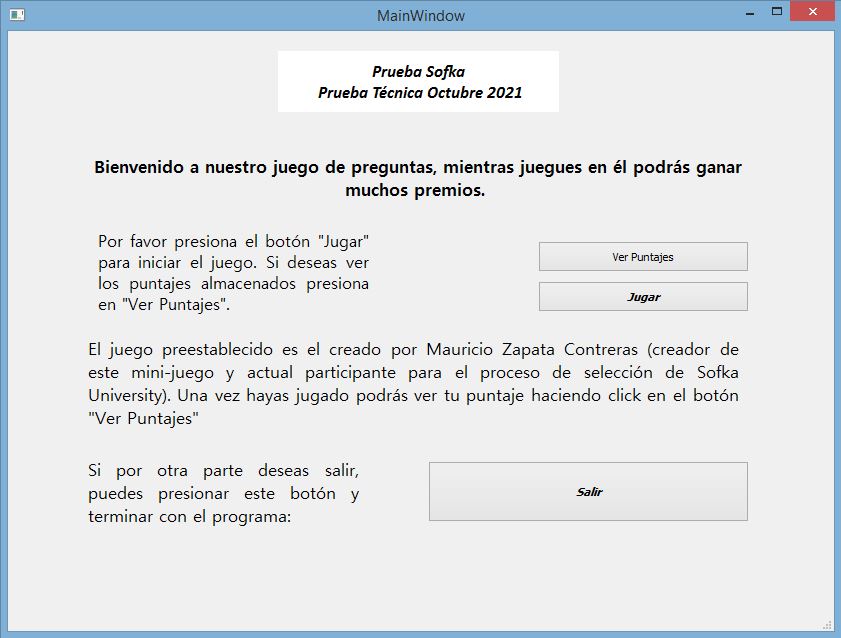 MainWindow
Prueba Sofka
Prueba Técnica Octubre 2021
Bienvenido a nuestro juego de preguntas, mientras juegues en él podrás ganar
muchos premios.
Por favor presiona el botón "Jugar"
para iniciar el juego. Si deseas ver
los puntajes almacenados presiona
en "Ver Puntajes".
Ver Puntajes
Jugar
El juego preestablecido es el creado por Mauricio Zapata Contreras (creador de
este mini-juego y actual participante para el proceso de selección de Sofka
University). Una vez hayas jugado podrás ver tu puntaje haciendo click en el botón
"Ver Puntajes"
Si por otra parte deseas salir,
puedes presionar este botón y
terminar con el programa:
Salir